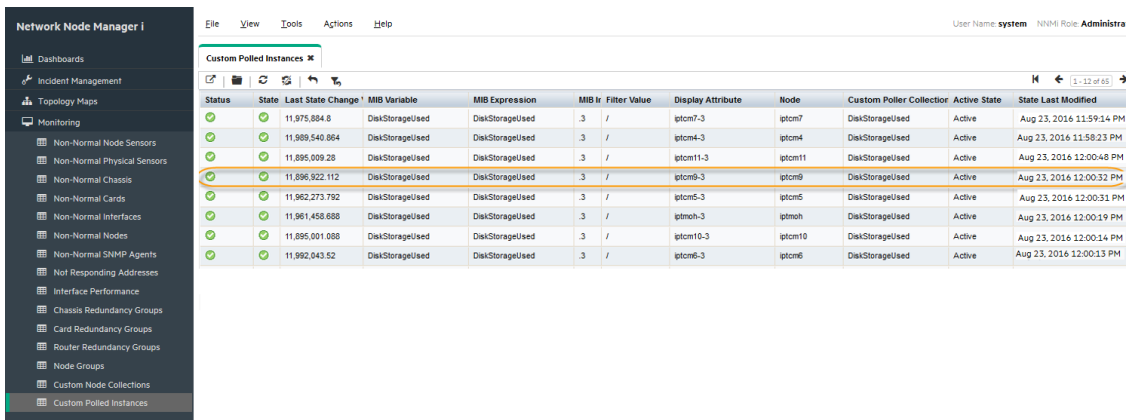 Network Node Manager i
File View Tools Actions Help
User Name: system NNMi Role: Administra
Dashboards
Incident Management
Topology Maps
Monitoring
Non-Normal Node Sensors
Non-Normal Physical Sensors
Non-Normal Chassis
Non-Normal Cards
Non-Normal Interfaces
Non-Normal Nodes
Non-Normal SNMP Agents
Not Responding Addresses
Interface Performance
Chassis Redundancy Groups
Card Redundancy Groups
Router Redundancy Groups
Node Groups
Custom Node Collections
Custom Polled Instances
Custom Polled Instances
1 - 12 of 65
Status State Last State Change MIB Variable MIB Expression MIB Ir Filter Value Display Attribute Node Custom Poller Collection Active State State Last Modified
11,975,884.8 DiskStorageUsed DiskStorageUsed .3 / iptcm7-3 iptcm7 DiskStorageUsed Active Aug 23, 2016 11:59:14 PM
11,989,540.864 DiskStorageUsed DiskStorageUsed .3 / iptcm4-3 iptcm4 DiskStorageUsed Active Aug 23, 2016 11:58:23 PM
11,895,009.28 DiskStorageUsed DiskStorageUsed .3 / iptcm11-3 iptcm11 DiskStorageUsed Active Aug 23, 2016 12:00:48 PM
11,896,922.112 DiskStorageUsed DiskStorageUsed .3 / iptcm9-3 iptcm9 DiskStorageUsed Active Aug 23, 2016 12:00:32 PM
11,962,273.792 DiskStorageUsed DiskStorageUsed .3 / iptcm5-3 iptcm5 DiskStorageUsed Active Aug 23, 2016 12:00:31 PM
11,961,458.688 DiskStorageUsed DiskStorageUsed .3 / iptmoh-3 iptmoh DiskStorageUsed Active Aug 23, 2016 12:00:19 PM
11,895,001.088 DiskStorageUsed DiskStorageUsed .3 / iptcm10-3 iptcm10 DiskStorageUsed Active Aug 23, 2016 12:00:14 PM
11,992,043.52 DiskStorageUsed DiskStorageUsed .3 / iptcm6-3 iptcm6 DiskStorageUsed Active Aug 23, 2016 12:00:13 PM